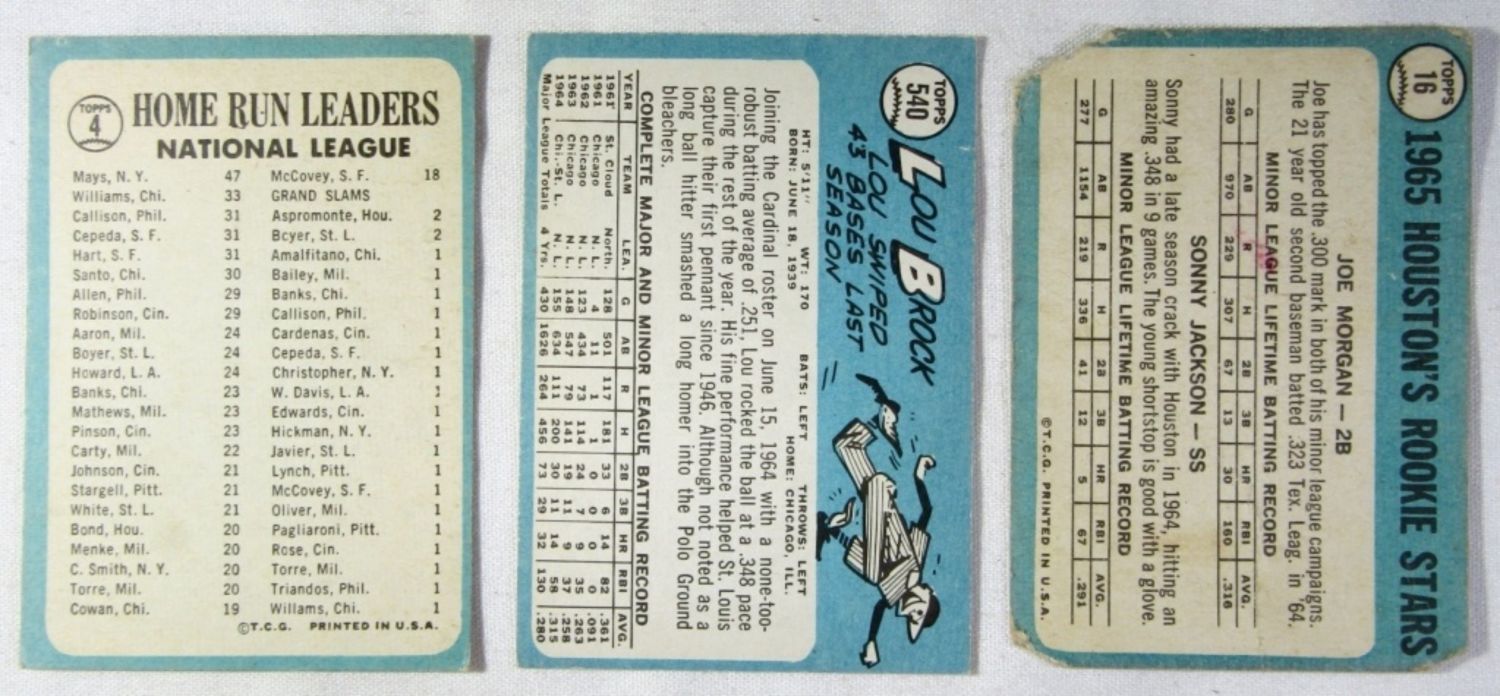 TOPPS
4
HOME RUN LEADERS
NATIONAL LEAGUE
Mays, N. Y. 47
Williams, Chi. 33
Callison, Phil. 31
Cepeda, S. F. 31
Hart, S. F. 31
Santo, Chi. 30
Allen, Phil. 29
Robinson, Cin. 29
Aaron, Mil. 24
Boyer, St. L. 24
Howard, L. A. 24
Banks, Chi. 23
Mathews, Mil. 23
Pinson, Cin. 23
Carty, Mil. 22
Johnson, Cin. 21
Stargell, Pitt. 21
White, St. L. 21
Bond, Hou. 20
Menke, Mil. 20
C. Smith, N. Y. 20
Torre, Mil. 20
Cowan, Chi. 19
McCovey, S. F. 18
GRAND SLAMS
Aspromonte, Hou. 2
Boyer, St. L. 2
Amalfitano, Chi. 1
Bailey, Mil. 1
Banks, Chi. 1
Callison, Phil. 1
Cardenas, Cin. 1
Cepeda, S. F. 1
Christopher, N. Y. 1
W. Davis, L. A. 1
Edwards, Cin. 1
Hickman, N. Y. 1
Javier, St. L. 1
Lynch, Pitt. 1
McCovey, S. F. 1
Oliver, Mil. 1
Pagliaroni, Pitt. 1
Rose, Cin. 1
Torre, Mil. 1
Triandos, Phil. 1
Willams, Chi. 1
©T.C.G. PRINTED IN U.S.A.
TOPPS
540
LOU BROCK
LOU SWIPED
43 BASES LAST
SEASON
HT: 5'11" WT: 170 BATS: LEFT THROWS: LEFT
BORN: JUNE 18, 1939 HOME: CHICAGO, ILL.
Joining the Cardinal roster on June 15, 1964 with a none-too-
robust batting average of .251, Lou rocked the ball at a .348 pace
during the rest of the year. His fine performance helped St. Louis
capture their first pennant since 1946. Although not noted as a
long ball hitter smashed a long homer into the Polo Ground
bleachers.
COMPLETE MAJOR AND MINOR LEAGUE BATTING RECORD
YEAR TEAM LEA. G AB R H 2B 3B HR RBI AVG.
1961 St. Cloud North. 128 501 117 181 33 6 14 82 .361
1961 Chicago N. L. 4 11 1 1 0 0 0 0 .091
1962 Chicago N. L. 123 434 73 114 24 7 9 35 .263
1963 Chicago N. L. 148 547 79 141 19 11 9 37 .258
1964 Chi.-St. L. N. L. 155 634 111 200 30 11 14 58 .315
Major League Totals 4 Yrs. 430 1626 264 456 73 29 32 130 .280
TOPPS
16
1965 HOUSTON'S ROOKIE STARS
JOE MORGAN — 2B
Joe has topped the .300 mark in both of his minor league campaigns.
The 21 year old second baseman batted .323 Tex. Leag. in '64.
MINOR LEAGUE LIFETIME BATTING RECORD
G AB R H 2B 3B HR RBI AVG.
280 970 229 307 67 13 30 160 .316
SONNY JACKSON — SS
Sonny had a late season crack with Houston in 1964, hitting an
amazing .348 in 9 games. The young shortstop is good with a glove.
MINOR LEAGUE LIFETIME BATTING RECORD
G AB R H 2B 3B HR RBI AVG.
277 1154 219 336 41 12 5 67 .291
©T.C.G. PRINTED IN U.S.A.